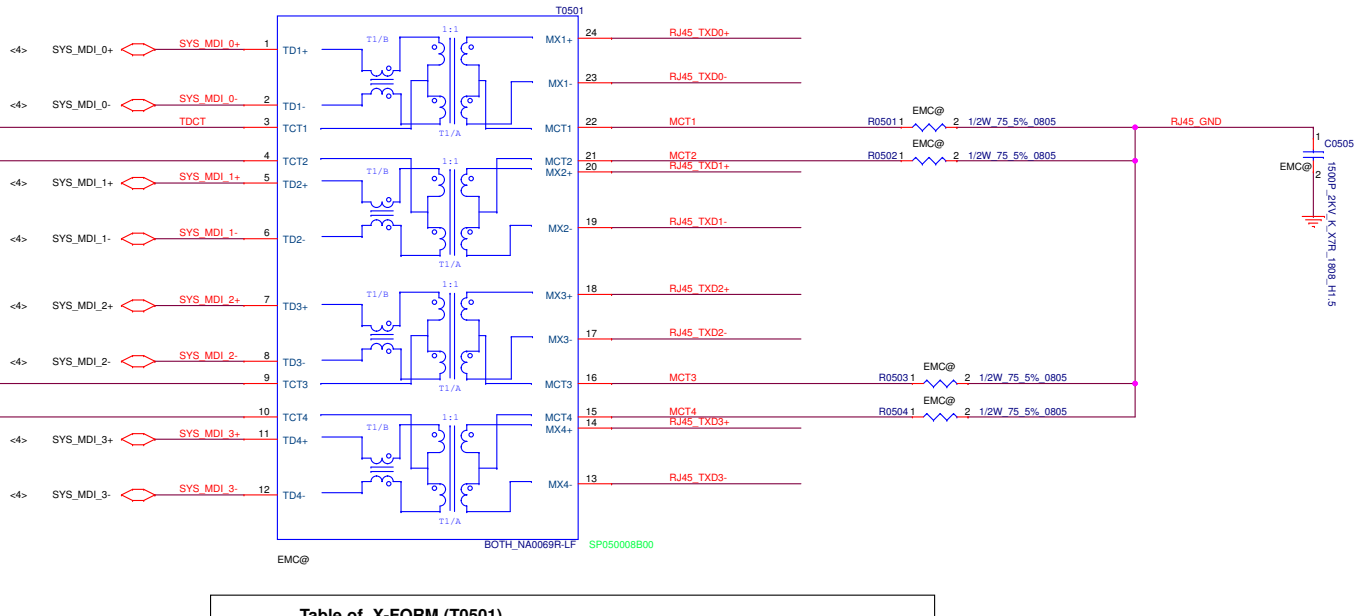 T0501
<4> SYS_MDI_0+ SYS_MDI_0+ 1 TD1+ T1/B 1:1 MX1+ 24 RJ45_TXD0+
MX1- 23 RJ45_TXD0-
<4> SYS_MDI_0- SYS_MDI_0- 2 TD1-
EMC@
TDCT 3 TCT1 T1/A MCT1 22 MCT1 R0501 1 2 1/2W_75_5%_0805 RJ45_GND
1 C0505
EMC@
EMC@ 2
1500P_2KV_K_X7R_1808_H1.5
4 TCT2 1:1 MCT2 21 MCT2 R0502 1 2 1/2W_75_5%_0805
MX2+ 20 RJ45_TXD1+
<4> SYS_MDI_1+ SYS_MDI_1+ 5 TD2+ T1/B
MX2- 19 RJ45_TXD1-
<4> SYS_MDI_1- SYS_MDI_1- 6 TD2-
T1/A
1:1
<4> SYS_MDI_2+ SYS_MDI_2+ 7 TD3+ T1/B MX3+ 18 RJ45_TXD2+
MX3- 17 RJ45_TXD2-
<4> SYS_MDI_2- SYS_MDI_2- 8 TD3-
EMC@
9 TCT3 T1/A MCT3 16 MCT3 R0503 1 2 1/2W_75_5%_0805
EMC@
10 TCT4 1:1 MCT4 15 MCT4 R0504 1 2 1/2W_75_5%_0805
MX4+ 14 RJ45_TXD3+
<4> SYS_MDI_3+ SYS_MDI_3+ 11 TD4+ T1/B
MX4- 13 RJ45_TXD3-
<4> SYS_MDI_3- SYS_MDI_3- 12 TD4-
T1/A
BOTH_NA0069R-LF SP050008B00
EMC@
Table of X-FORM (T0501)